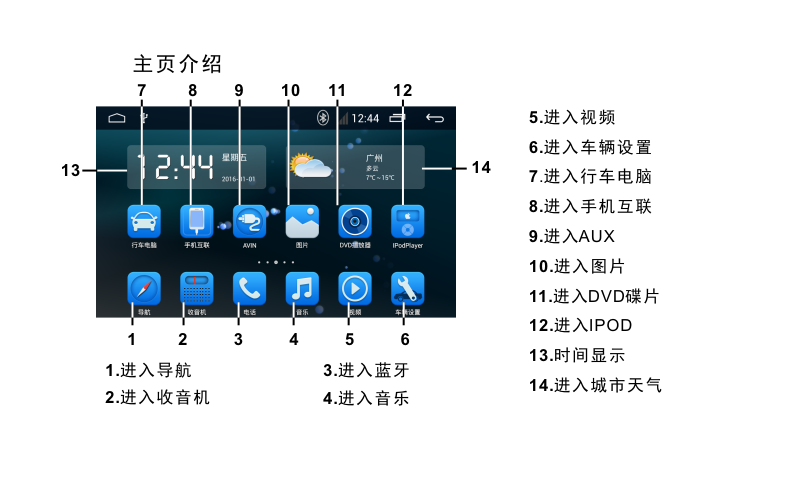 主页介绍
7 8 9 10 11 12
12:44
13
12:44
星期五
2016-01-01
广州
多云
7℃~15℃
14
行车电脑 手机互联 AVIN 图片 DVD播放器 IPodPlayer
导航 收音机 电话 音乐 视频 车辆设置
1 2 3 4 5 6
1.进入导航
2.进入收音机
3.进入蓝牙
4.进入音乐
5.进入视频
6.进入车辆设置
7.进入行车电脑
8.进入手机互联
9.进入AUX
10.进入图片
11.进入DVD碟片
12.进入IPOD
13.时间显示
14.进入城市天气